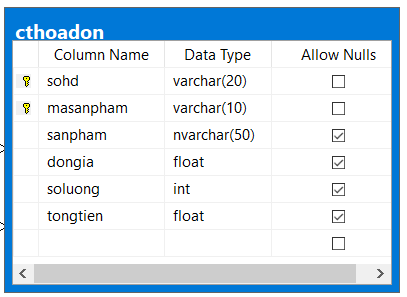 cthoadon
Column Name Data Type Allow Nulls
sohd varchar(20)
masanpham varchar(10)
sanpham nvarchar(50)
dongia float
soluong int
tongtien float